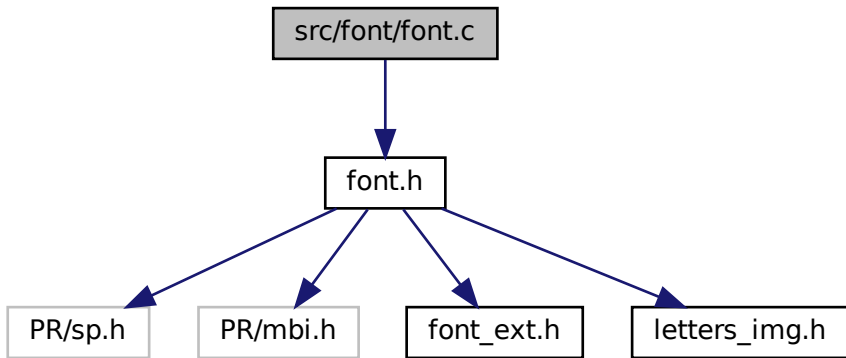 src/font/font.c
font.h
PR/sp.h
PR/mbi.h
font_ext.h
letters_img.h